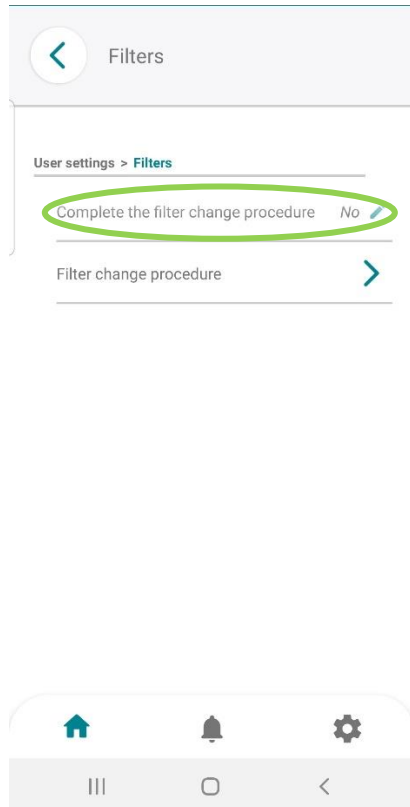 Filters
User settings > Filters
Complete the filter change procedure No
Filter change procedure